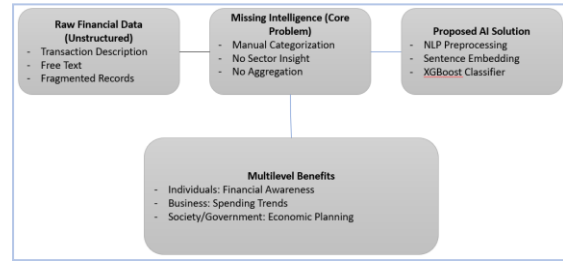 Raw Financial Data
(Unstructured)
- Transaction Description
- Free Text
- Fragmented Records
Missing Intelligence (Core
Problem)
- Manual Categorization
- No Sector Insight
- No Aggregation
Proposed AI Solution
- NLP Preprocessing
- Sentence Embedding
- XGBoost Classifier
Multilevel Benefits
- Individuals: Financial Awareness
- Business: Spending Trends
- Society/Government: Economic Planning